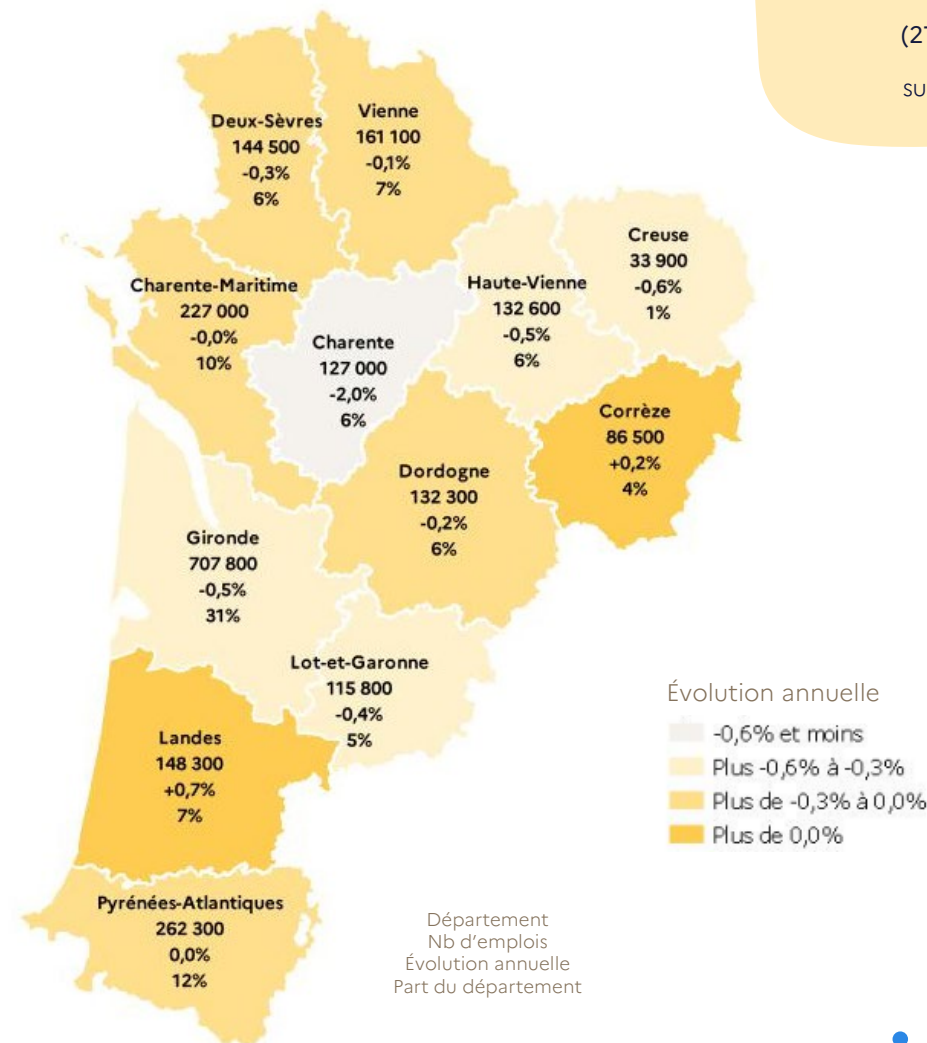 (27
su
Deux-Sèvres
144 500
-0,3%
6%
Vienne
161 100
-0,1%
7%
Creuse
33 900
-0,6%
1%
Haute-Vienne
132 600
-0,5%
6%
Charente-Maritime
227 000
-0,0%
10%
Charente
127 000
-2,0%
6%
Corrèze
86 500
+0,2%
4%
Dordogne
132 300
-0,2%
6%
Gironde
707 800
-0,5%
31%
Lot-et-Garonne
115 800
-0,4%
5%
Landes
148 300
+0,7%
7%
Pyrénées-Atlantiques
262 300
0,0%
12%
Évolution annuelle
-0,6% et moins
Plus -0,6% à -0,3%
Plus de -0,3% à 0,0%
Plus de 0,0%
Département
Nb d'emplois
Évolution annuelle
Part du département